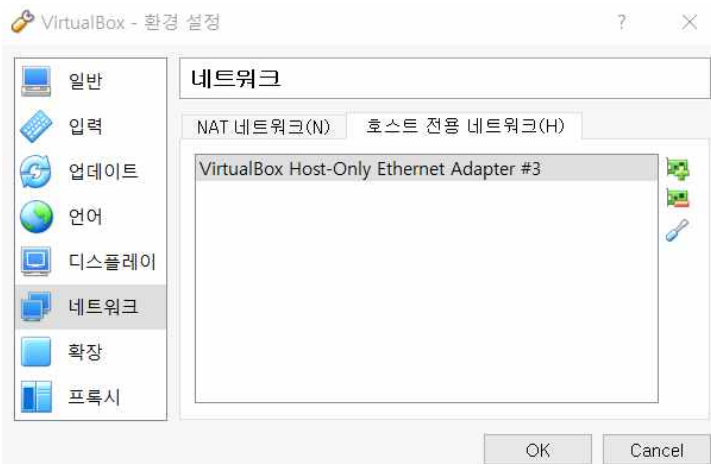 VirtualBox - 환경 설정
?
일반
입력
업데이트
언어
디스플레이
네트워크
확장
프록시
네트워크
NAT 네트워크(N)
호스트 전용 네트워크(H)
VirtualBox Host-Only Ethernet Adapter #3
OK
Cancel